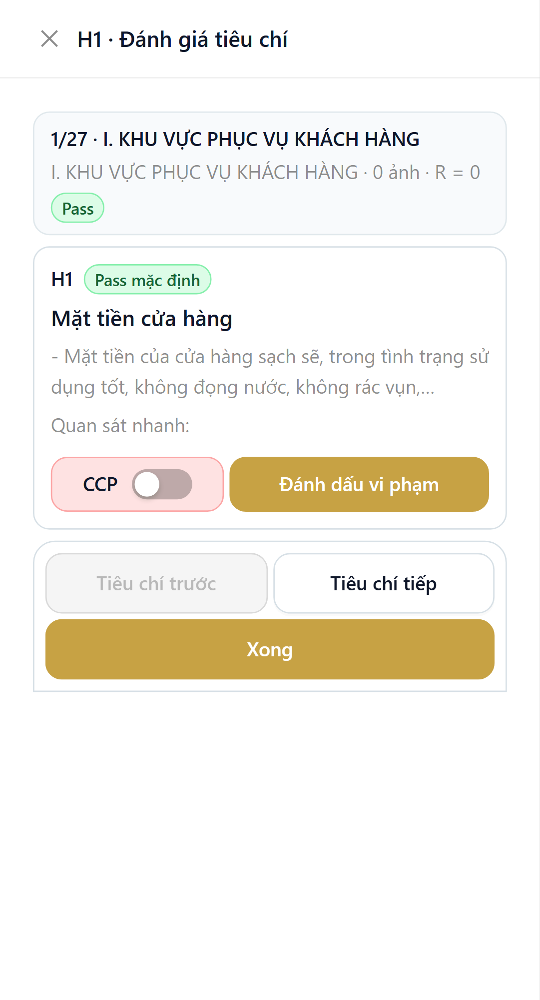 H1 · Đánh giá tiêu chí
1/27 · I. KHU VỰC PHỤC VỤ KHÁCH HÀNG
I. KHU VỰC PHỤC VỤ KHÁCH HÀNG · 0 ảnh · R = 0
Pass
H1 Pass mặc định
Mặt tiền cửa hàng
- Mặt tiền của cửa hàng sạch sẽ, trong tình trạng sử
dụng tốt, không đọng nước, không rác vụn,...
Quan sát nhanh:
CCP Đánh dấu vi phạm
Tiêu chí trước Tiêu chí tiếp
Xong